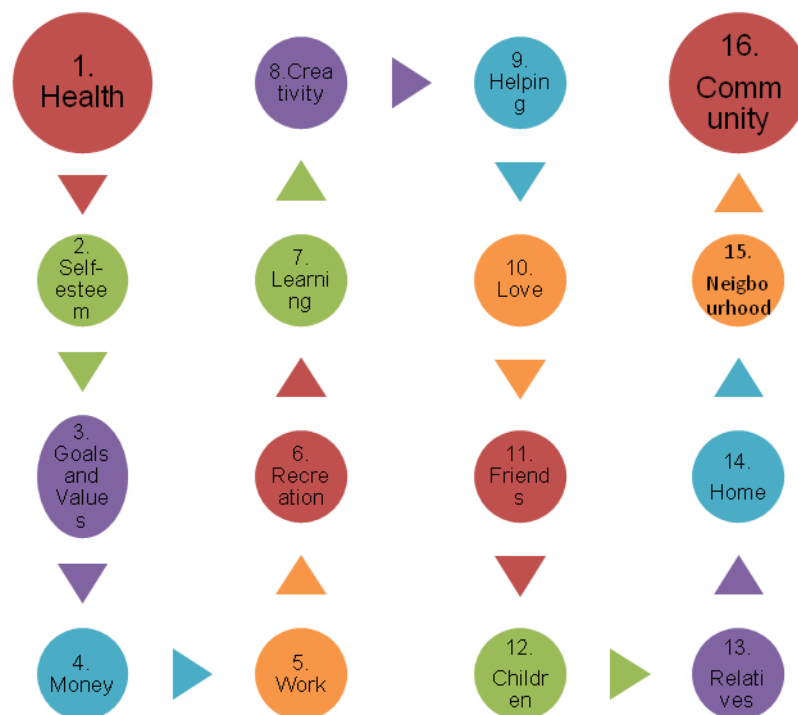 1.
Health
2.
Self-
estee
m
3.
Goals
and
Value
s
4.
Money
5.
Work
6.
Recre
ation
7.
Learni
ng
8.Crea
tivity
9.
Helpin
g
10.
Love
11.
Friend
s
12.
Childr
en
13.
Relatives
14.
Home
15.
Neigbo
urhood
16.
Comm
unity